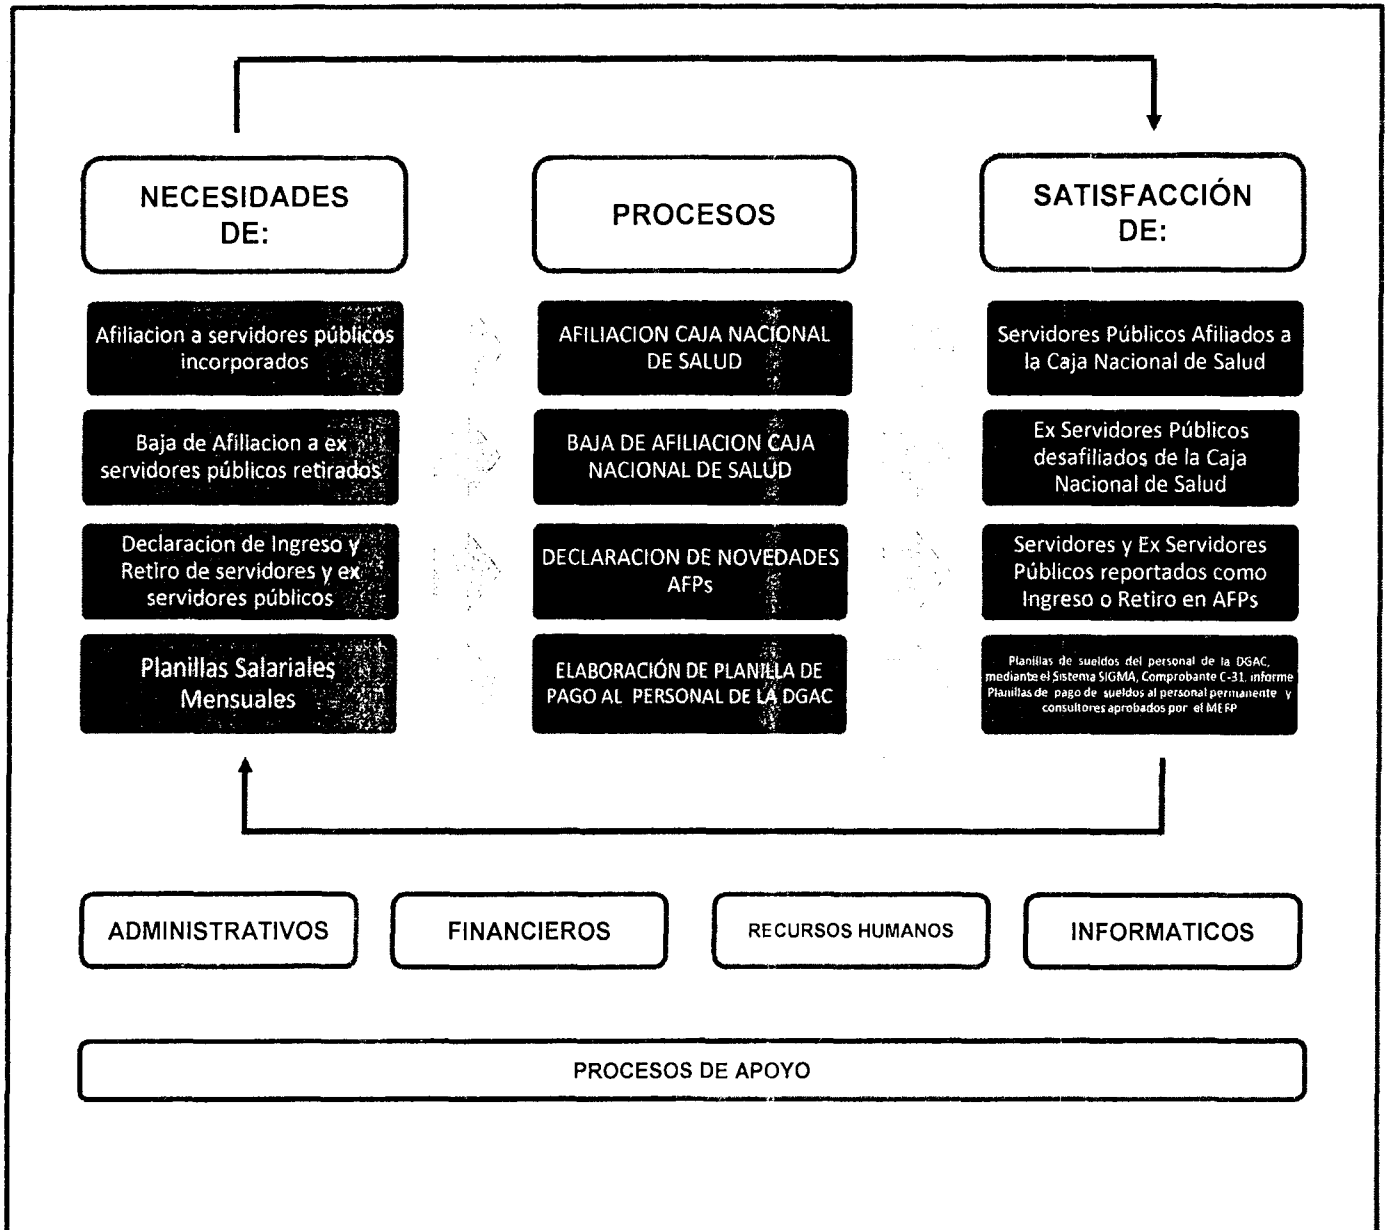 NECESIDADES
DE:
PROCESOS
SATISFACCIÓN
DE:
Afiliacion a servidores públicos
incorporados
AFILIACION CAJA NACIONAL
DE SALUD
Servidores Públicos Afiliados a
la Caja Nacional de Salud
Baja de Afiliacion a ex
servidores públicos retirados
BAJA DE AFILIACION CAJA
NACIONAL DE SALUD
Ex Servidores Públicos
desafiliados de la Caja
Nacional de Salud
Declaracion de Ingreso y
Retiro de servidores y ex
servidores públicos
DECLARACION DE NOVEDADES
AFPs
Servidores y Ex Servidores
Públicos reportados como
Ingreso o Retiro en AFPs
Planillas Salariales
Mensuales
ELABORACIÓN DE PLANILLA DE
PAGO AL PERSONAL DE LA DGAC
Planillas de sueldos del personal de la DGAC,
mediante el Sistema SIGMA, Comprobante C-31. informe
Planillas de pago de sueldos al personal permanente y
consultores aprobados por el MEFP
ADMINISTRATIVOS
FINANCIEROS
RECURSOS HUMANOS
INFORMATICOS
PROCESOS DE APOYO